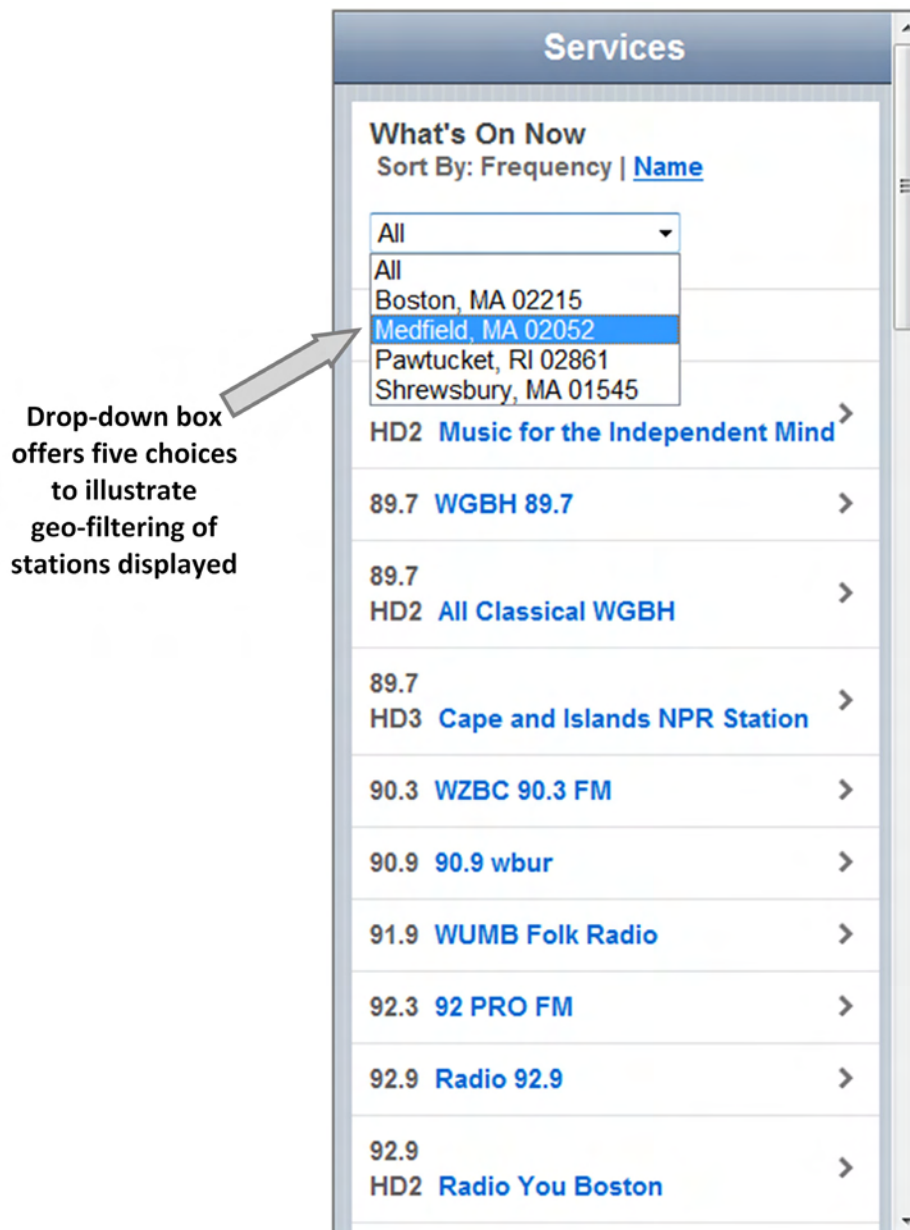 Services
What's On Now
Sort By: Frequency | Name
All
All
Boston, MA 02215
Medfield, MA 02052
Pawtucket, RI 02861
Shrewsbury, MA 01545
Drop-down box
offers five choices
to illustrate
geo-filtering of
stations displayed
HD2 Music for the Independent Mind
89.7 WGBH 89.7
89.7
HD2 All Classical WGBH
89.7
HD3 Cape and Islands NPR Station
90.3 WZBC 90.3 FM
90.9 90.9 wbur
91.9 WUMB Folk Radio
92.3 92 PRO FM
92.9 Radio 92.9
92.9
HD2 Radio You Boston